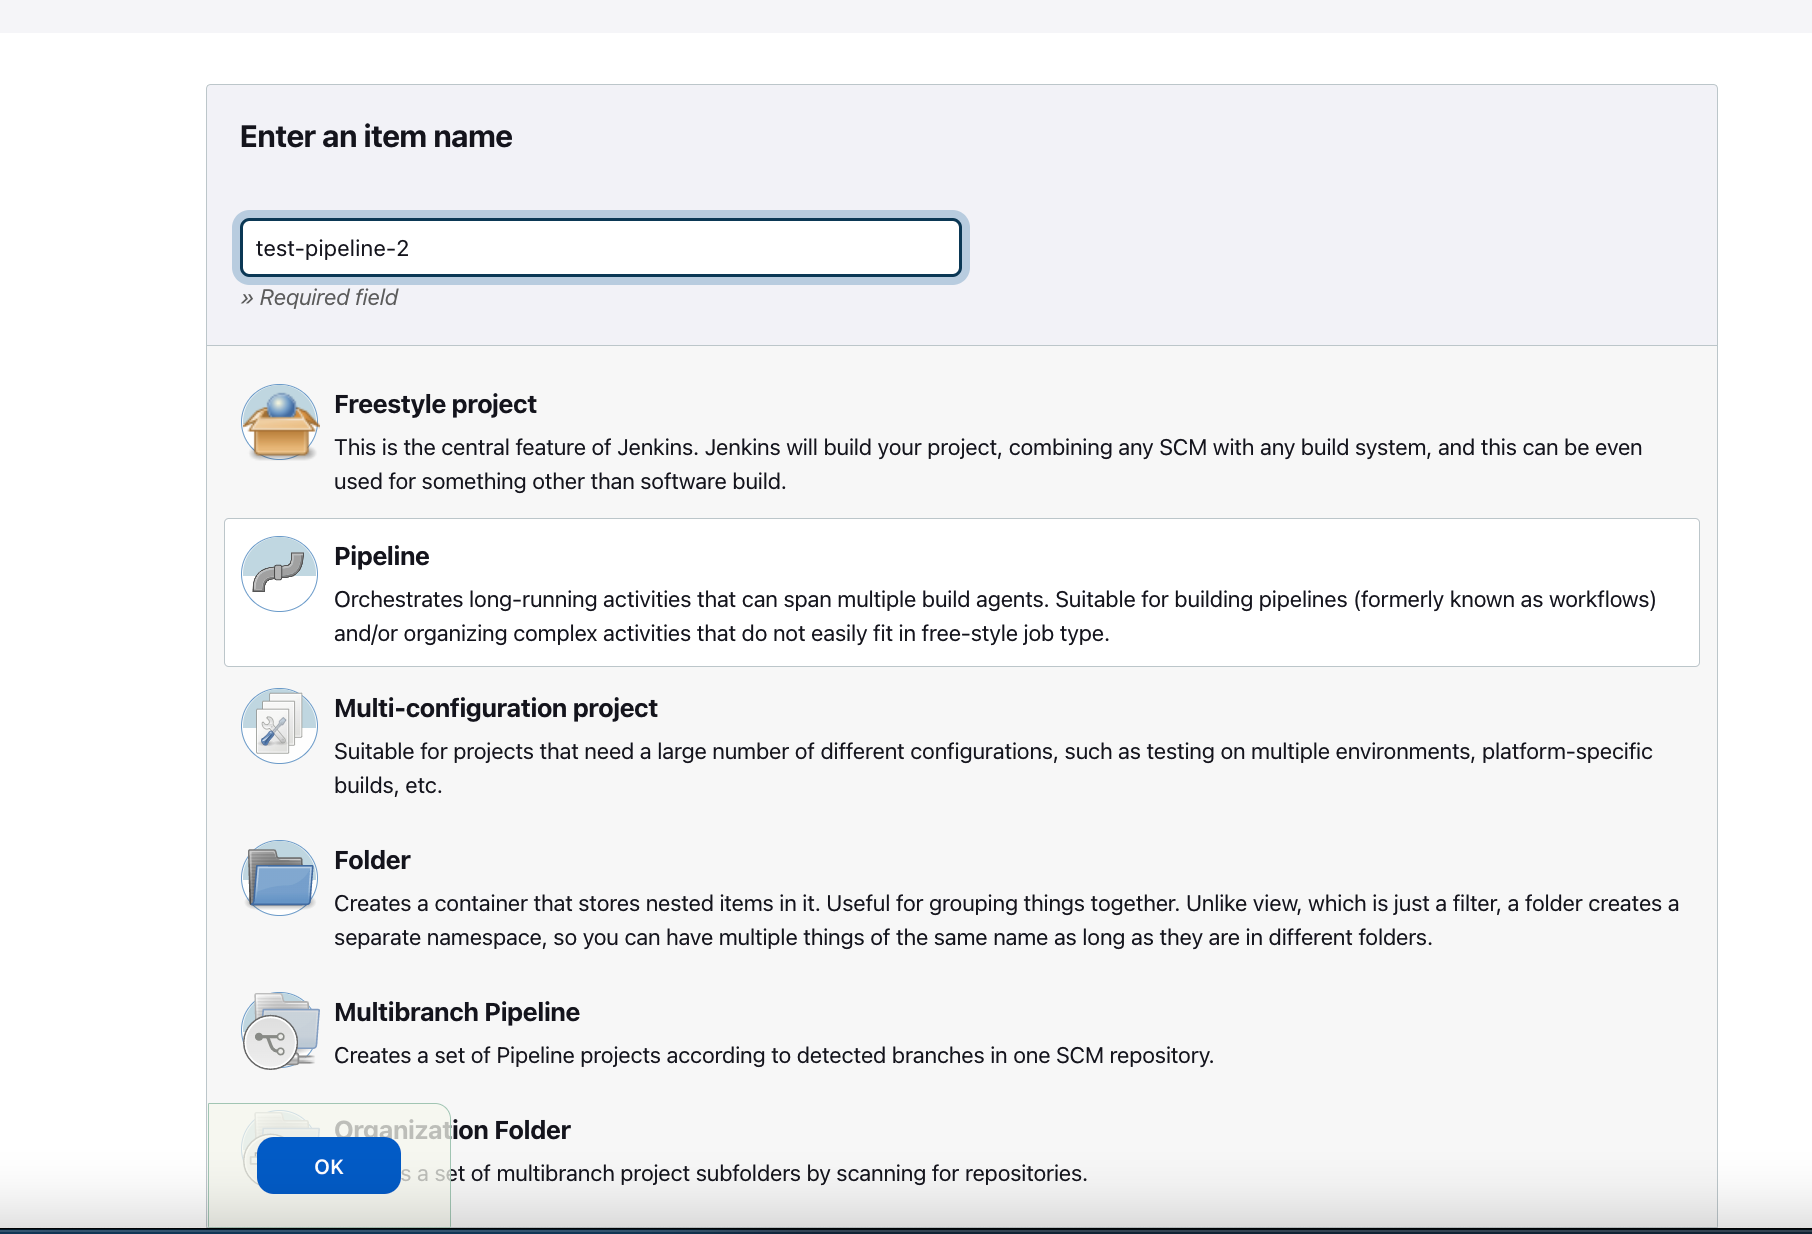 Enter an item name
test-pipeline-2
» Required field
Freestyle project
This is the central feature of Jenkins. Jenkins will build your project, combining any SCM with any build system, and this can be even
used for something other than software build.
Pipeline
Orchestrates long-running activities that can span multiple build agents. Suitable for building pipelines (formerly known as workflows)
and/or organizing complex activities that do not easily fit in free-style job type.
Multi-configuration project
Suitable for projects that need a large number of different configurations, such as testing on multiple environments, platform-specific
builds, etc.
Folder
Creates a container that stores nested items in it. Useful for grouping things together. Unlike view, which is just a filter, a folder creates a
separate namespace, so you can have multiple things of the same name as long as they are in different folders.
Multibranch Pipeline
Creates a set of Pipeline projects according to detected branches in one SCM repository.
Organization Folder
a set of multibranch project subfolders by scanning for repositories.
OK